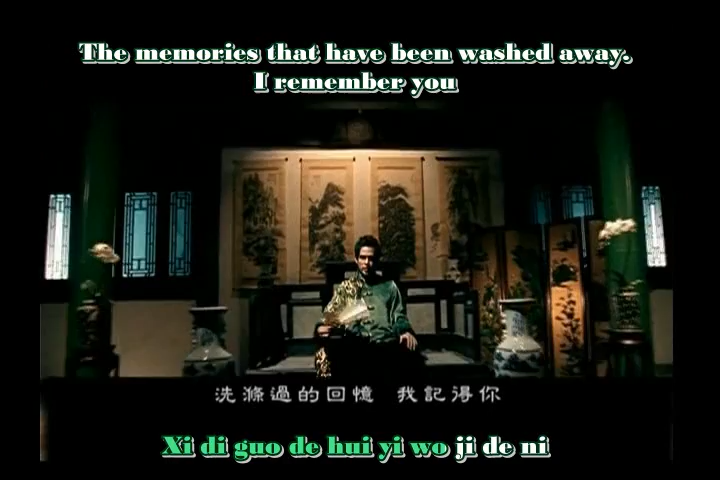 The memories that have been washed away.
I remember you
洗滌過的回憶 我記得你
Xi di guo de hui yi wo ji de ni